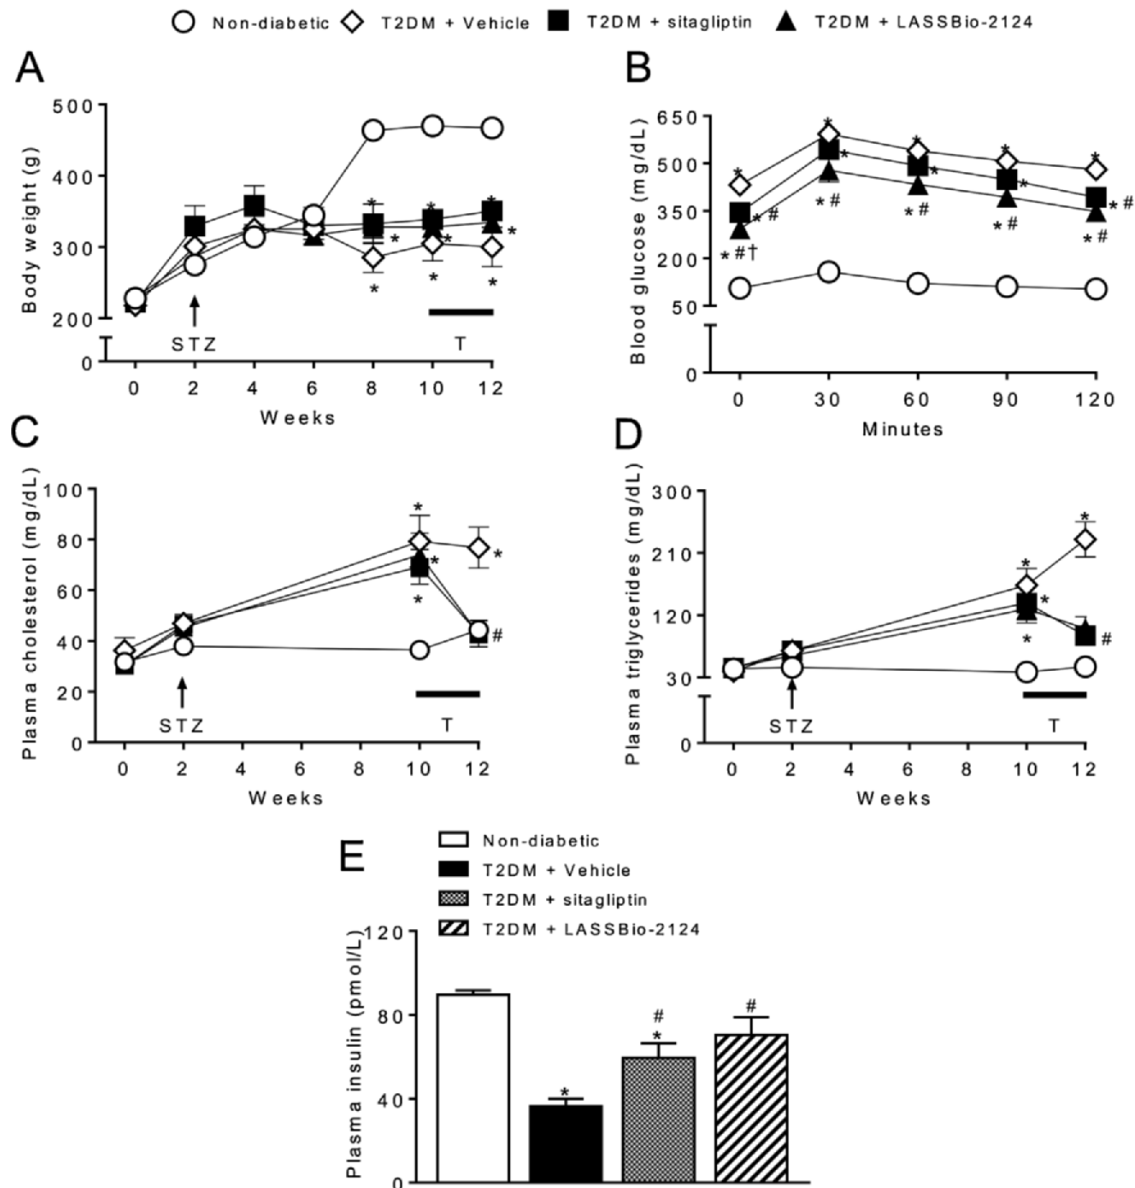 Non-diabetic T2DM + Vehicle T2DM + sitagliptin T2DM + LASSBio-2124
A
Body weight (g)
500
400
300
200
0
* * *
* *
* * *
STZ
T
0 2 4 6 8 10 12
Weeks
B
Blood glucose (mg/dL)
650
500
350
200
50
0
* * * * *
* # * * * * #
* # † * # * # * # * #
0 30 60 90 120
Minutes
C
Plasma cholesterol (mg/dL)
100
80
60
40
20
0
*
* *
*
#
STZ
T
0 2 4 6 8 10 12
Weeks
D
Plasma triglycerides (mg/dL)
300
210
120
30
0
*
*
*
*
#
STZ
T
0 2 4 6 8 10 12
Weeks
E
Non-diabetic
T2DM + Vehicle
T2DM + sitagliptin
T2DM + LASSBio-2124
Plasma insulin (pmol/L)
120
80
40
0
#
# *
*